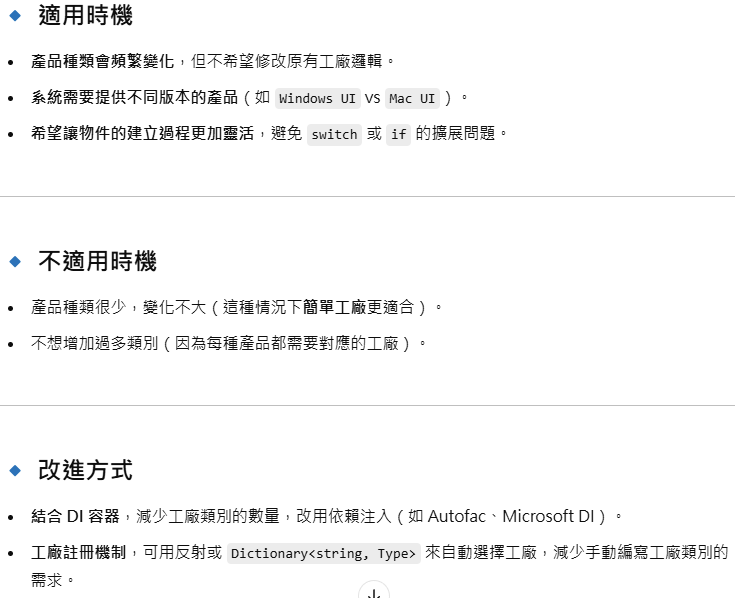 適用時機
產品種類會頻繁變化，但不希望修改原有工廠邏輯。
系統需要提供不同版本的產品（如 Windows UI VS Mac UI）。
希望讓物件的建立過程更加靈活，避免 switch 或 if 的擴展問題。
不適用時機
產品種類很少，變化不大（這種情況下簡單工廠更適合）。
不想增加過多類別（因為每種產品都需要對應的工廠）。
改進方式
結合 DI 容器，減少工廠類別的數量，改用依賴注入（如 Autofac、Microsoft DI）。
工廠註冊機制，可用反射或 Dictionary<string, Type> 來自動選擇工廠，減少手動編寫工廠類別的
需求。